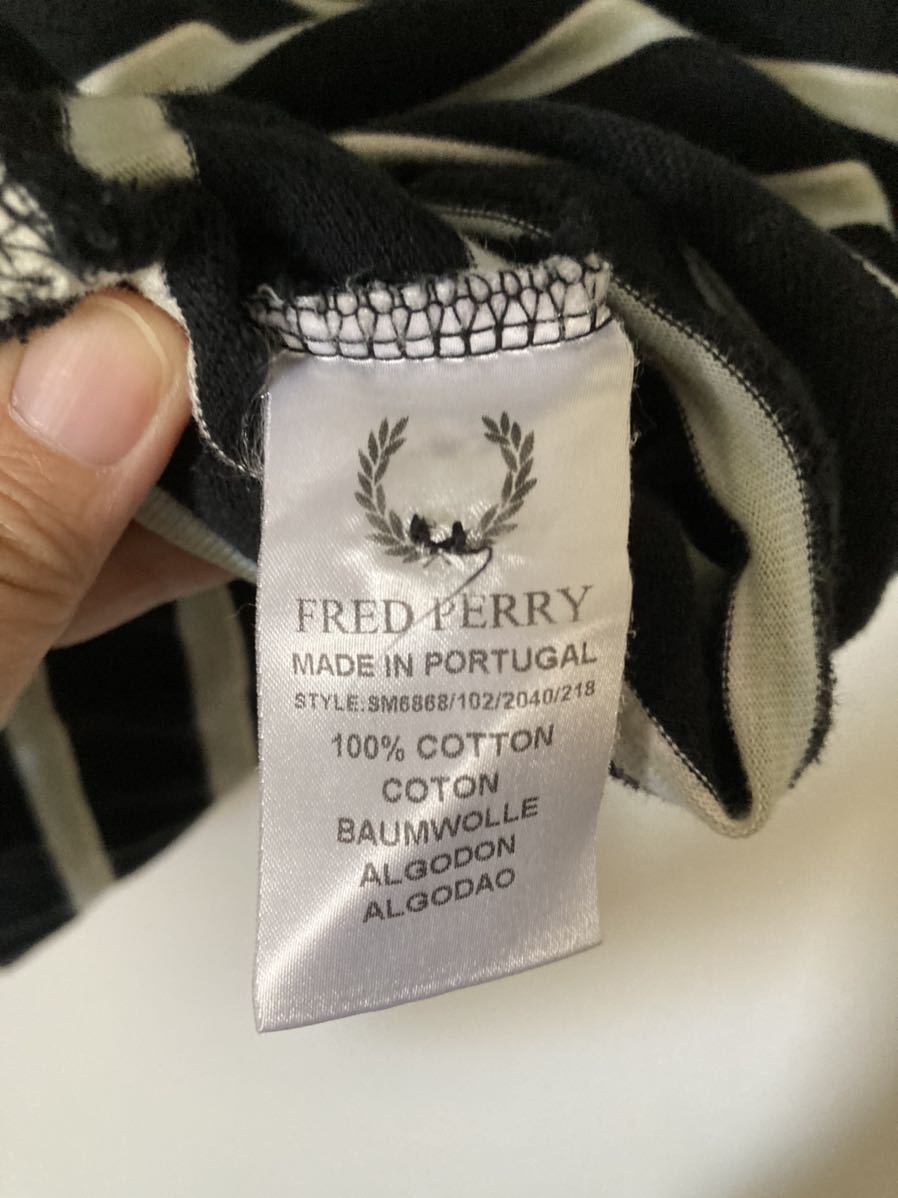 FRED PERRY
MADE IN PORTUGAL
STYLE:SM6868/102/2040/218
100% COTTON
COTON
BAUMWOLLE
ALGODON
ALGODAO